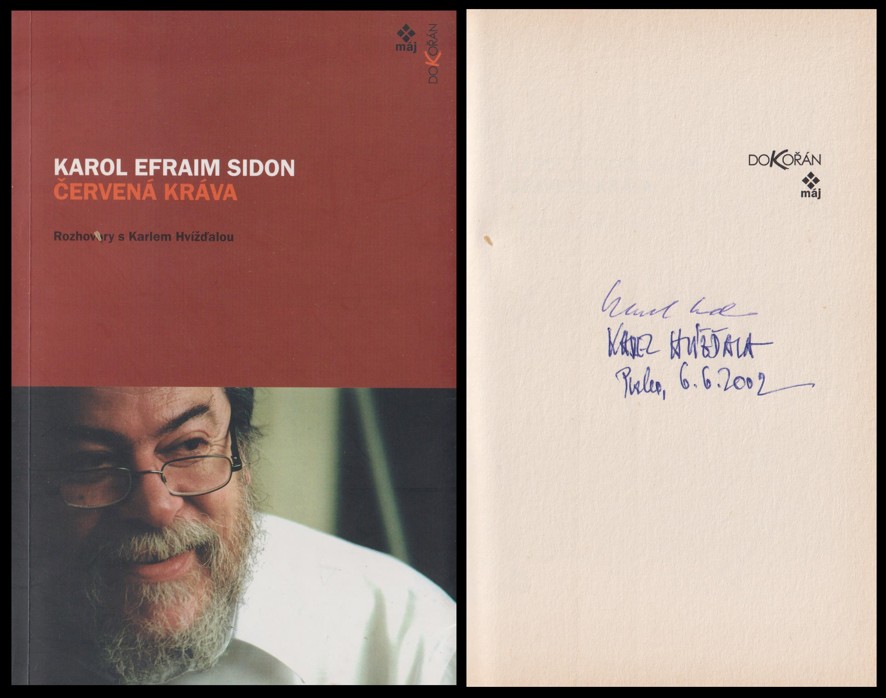 máj
DOKOŘÁN
KAROL EFRAIM SIDON
ČERVENÁ KRÁVA
Rozhovory s Karlem Hvížďalou
DOKOŘÁN
máj
KAREL HVÍŽĎALA
6.6.2002